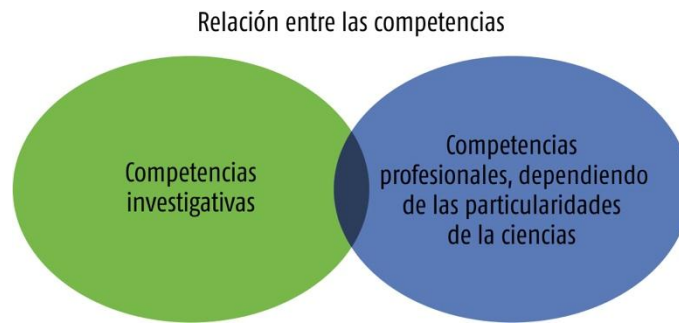 Relación entre las competencias
Competencias
investigativas
Competencias
profesionales, dependiendo
de las particularidades
de la ciencias